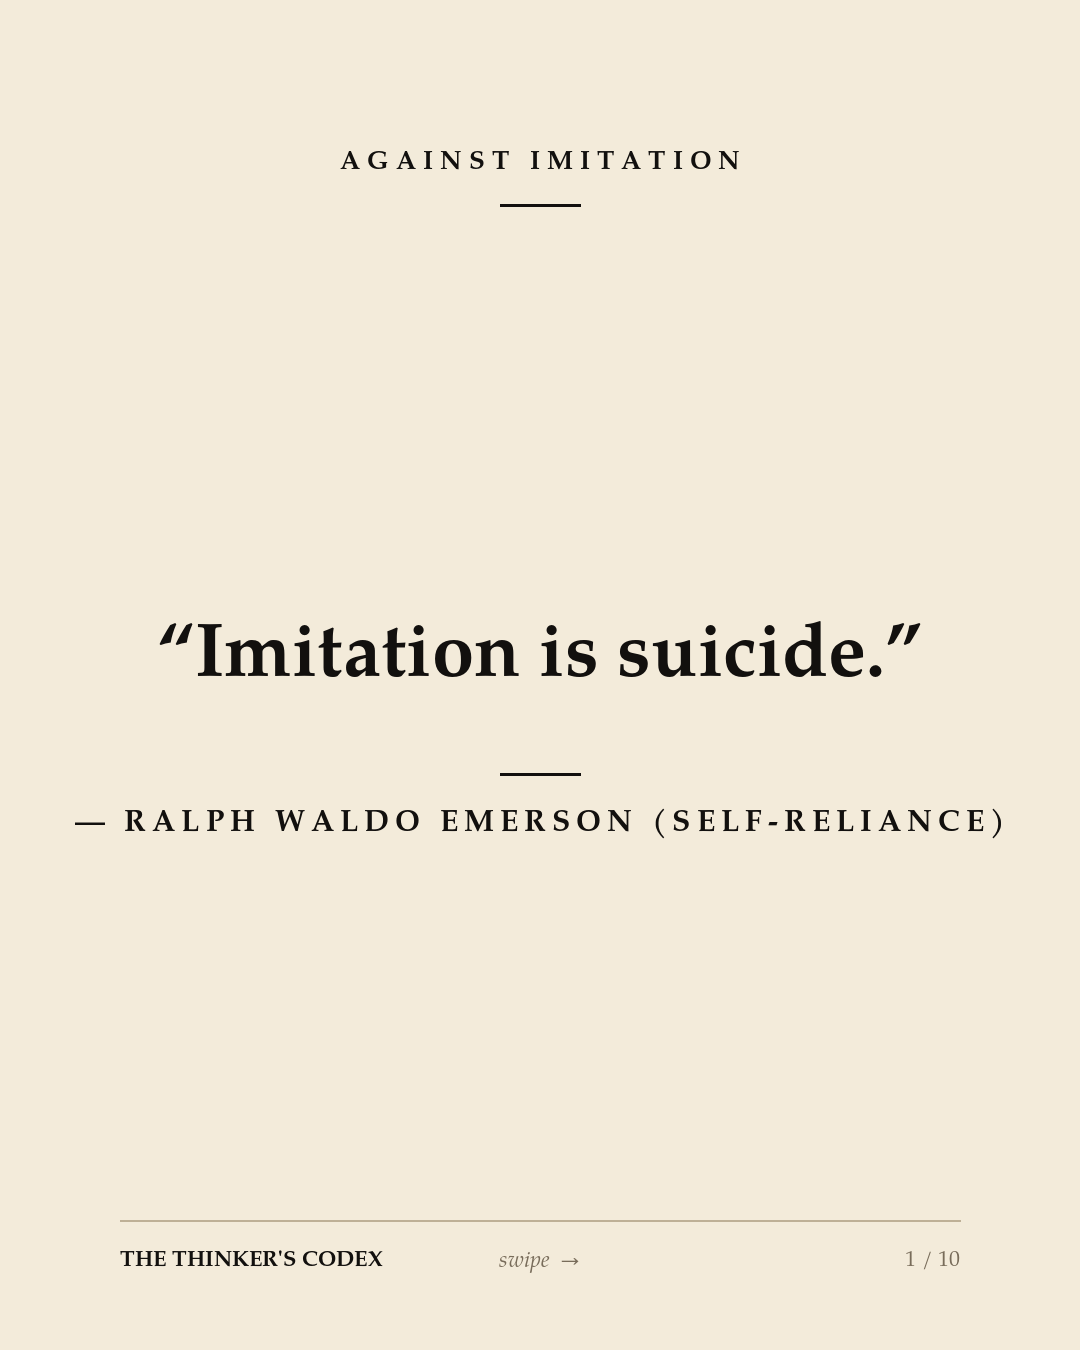 AGAINST IMITATION
“Imitation is suicide.”
— RALPH WALDO EMERSON (SELF-RELIANCE)
THE THINKER'S CODEX swipe → 1 / 10